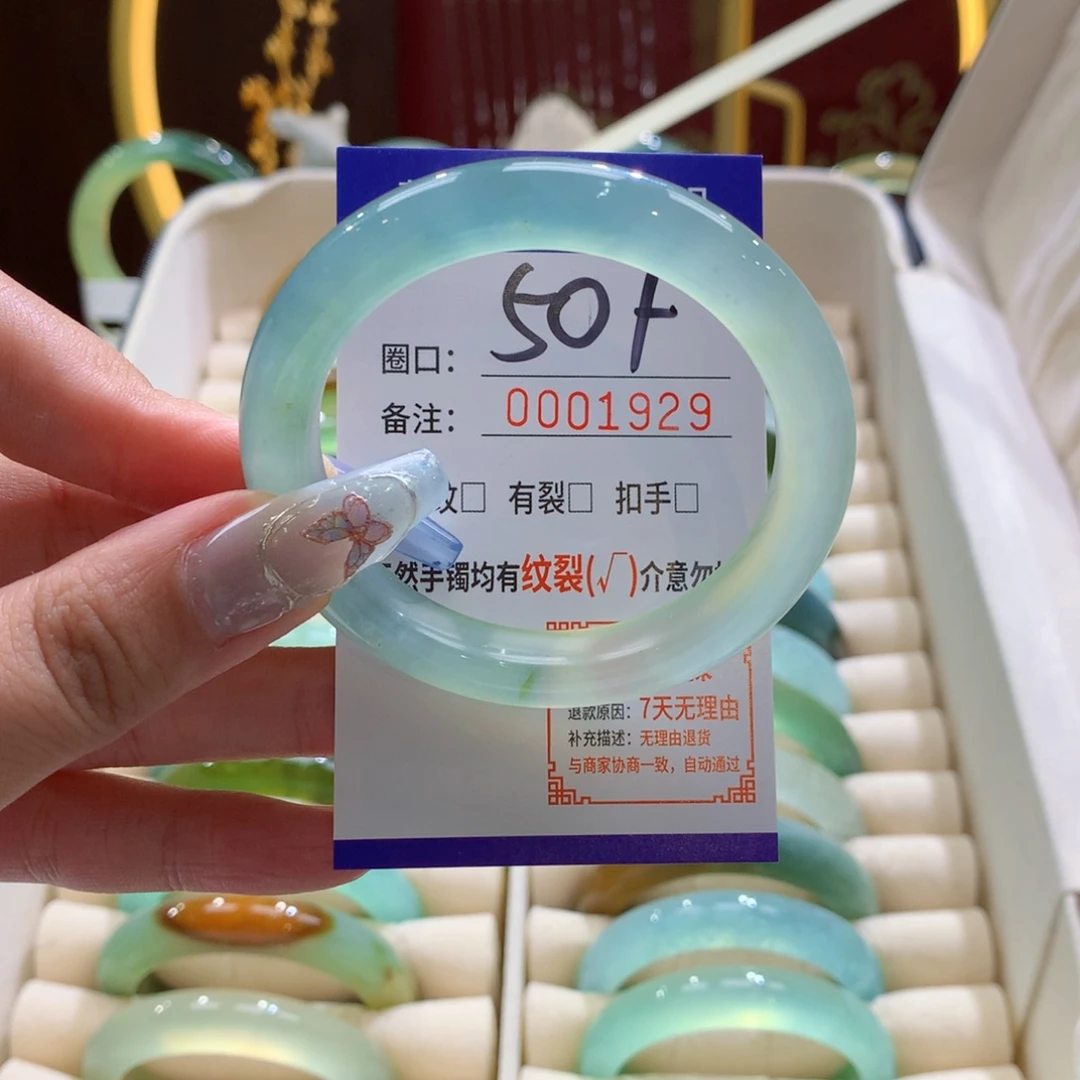 圈口: 50+
备注: 0001929
纹□ 有裂□ 扣手□
然手镯均有纹裂(√)介意勿
退款原因: 7天无理由
补充描述: 无理由退货
与商家协商一致，自动通过